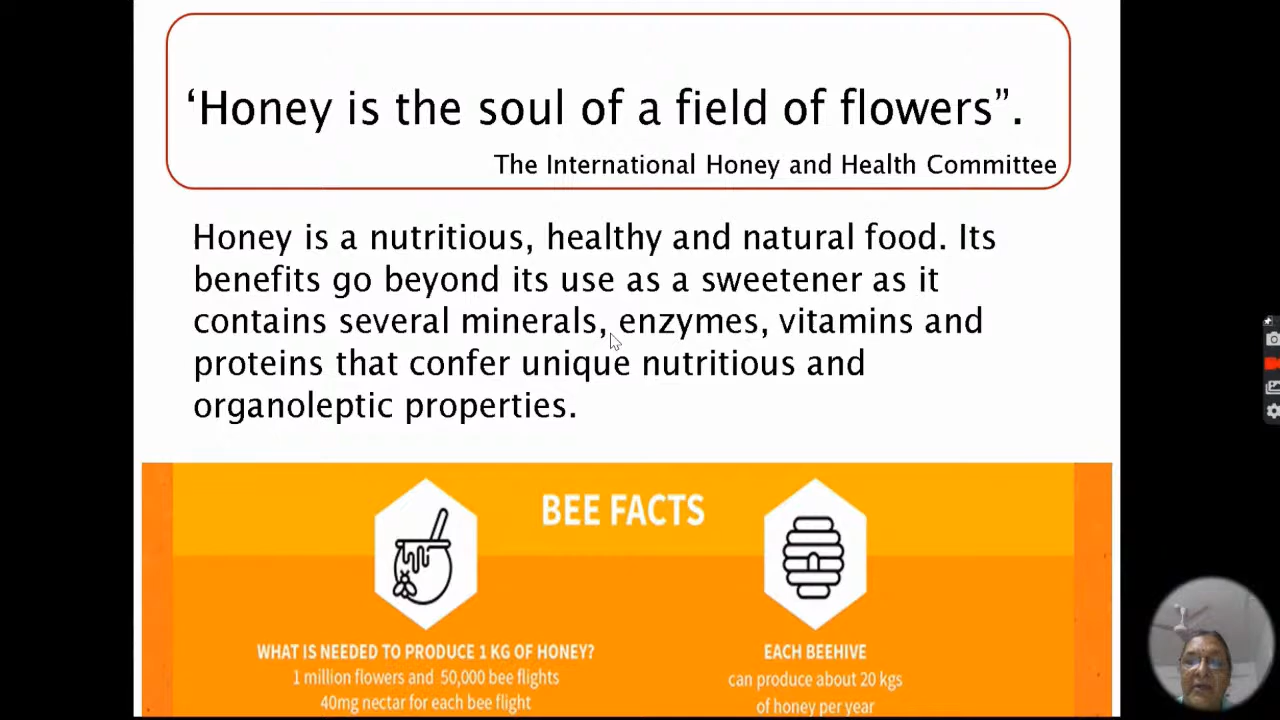 ‘Honey is the soul of a field of flowers”.
The International Honey and Health Committee
Honey is a nutritious, healthy and natural food. Its
benefits go beyond its use as a sweetener as it
contains several minerals, enzymes, vitamins and
proteins that confer unique nutritious and
organoleptic properties.
BEE FACTS
WHAT IS NEEDED TO PRODUCE 1 KG OF HONEY?
1 million flowers and 50,000 bee flights
40mg nectar for each bee flight
EACH BEEHIVE
can produce about 20 kgs
of honey per year